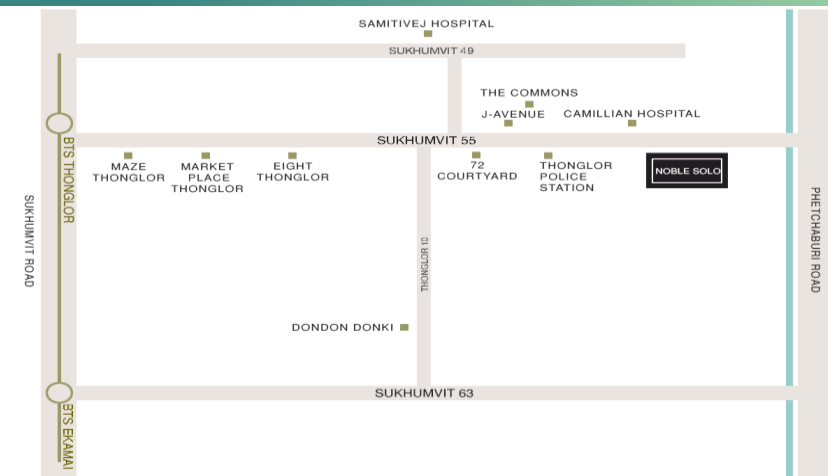 SAMITIVEJ HOSPITAL
SUKHUMVIT 49
THE COMMONS
J-AVENUE
CAMILLIAN HOSPITAL
SUKHUMVIT 55
BTS THONGLOR
MAZE
THONGLOR
MARKET
PLACE
THONGLOR
EIGHT
THONGLOR
72
COURTYARD
THONGLOR
POLICE
STATION
NOBLE SOLO
SUKHUMVIT ROAD
PHETCHABURI ROAD
THONGLOR 10
DONDON DONKI
SUKHUMVIT 63
BTS EKAMAI